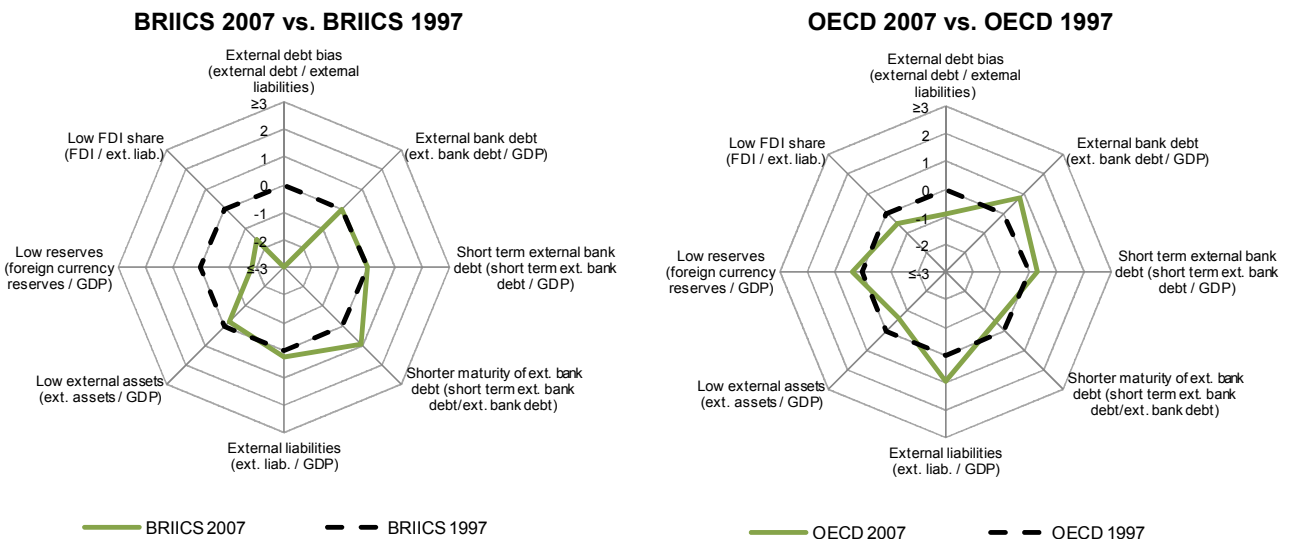 BRIICS 2007 vs. BRIICS 1997
External debt bias
(external debt / external
liabilities)
≥3
2
1
0
-1
-2
≤-3
External bank debt
(ext. bank debt / GDP)
Short term external bank
debt (short term ext. bank
debt / GDP)
Shorter maturity of ext. bank
debt (short term ext. bank
debt/ext. bank debt)
External liabilities
(ext. liab. / GDP)
Low external assets
(ext. assets / GDP)
Low reserves
(foreign currency
reserves / GDP)
Low FDI share
(FDI / ext. liab.)
BRIICS 2007
BRIICS 1997
OECD 2007 vs. OECD 1997
External debt bias
(external debt / external
liabilities)
≥3
2
1
0
-1
-2
≤-3
External bank debt
(ext. bank debt / GDP)
Short term external bank
debt (short term ext. bank
debt / GDP)
Shorter maturity of ext. bank
debt (short term ext. bank
debt/ext. bank debt)
External liabilities
(ext. liab. / GDP)
Low external assets
(ext. assets / GDP)
Low reserves
(foreign currency
reserves / GDP)
Low FDI share
(FDI / ext. liab.)
OECD 2007
OECD 1997